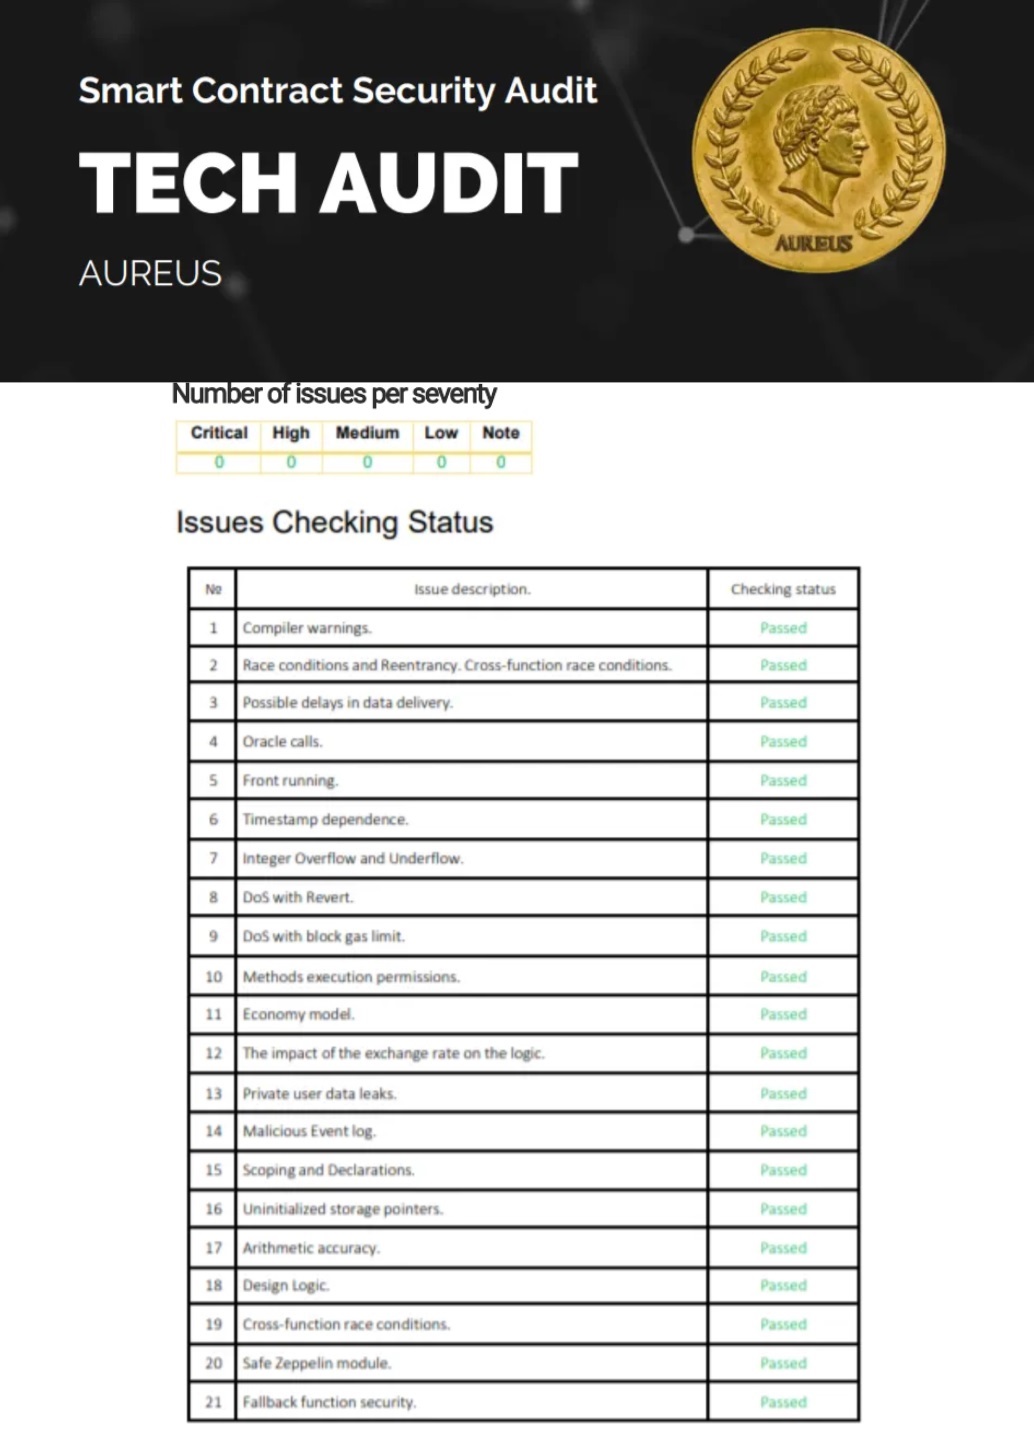 Smart Contract Security Audit
TECH AUDIT
AUREUS
AUREUS
Number of issues per seventy
Critical High Medium Low Note
0 0 0 0 0
Issues Checking Status
№ Issue description. Checking status
1 Compiler warnings. Passed
2 Race conditions and Reentrancy. Cross-function race conditions. Passed
3 Possible delays in data delivery. Passed
4 Oracle calls. Passed
5 Front running. Passed
6 Timestamp dependence. Passed
7 Integer Overflow and Underflow. Passed
8 DoS with Revert. Passed
9 DoS with block gas limit. Passed
10 Methods execution permissions. Passed
11 Economy model. Passed
12 The impact of the exchange rate on the logic. Passed
13 Private user data leaks. Passed
14 Malicious Event log. Passed
15 Scoping and Declarations. Passed
16 Uninitialized storage pointers. Passed
17 Arithmetic accuracy. Passed
18 Design Logic. Passed
19 Cross-function race conditions. Passed
20 Safe Zeppelin module. Passed
21 Fallback function security. Passed